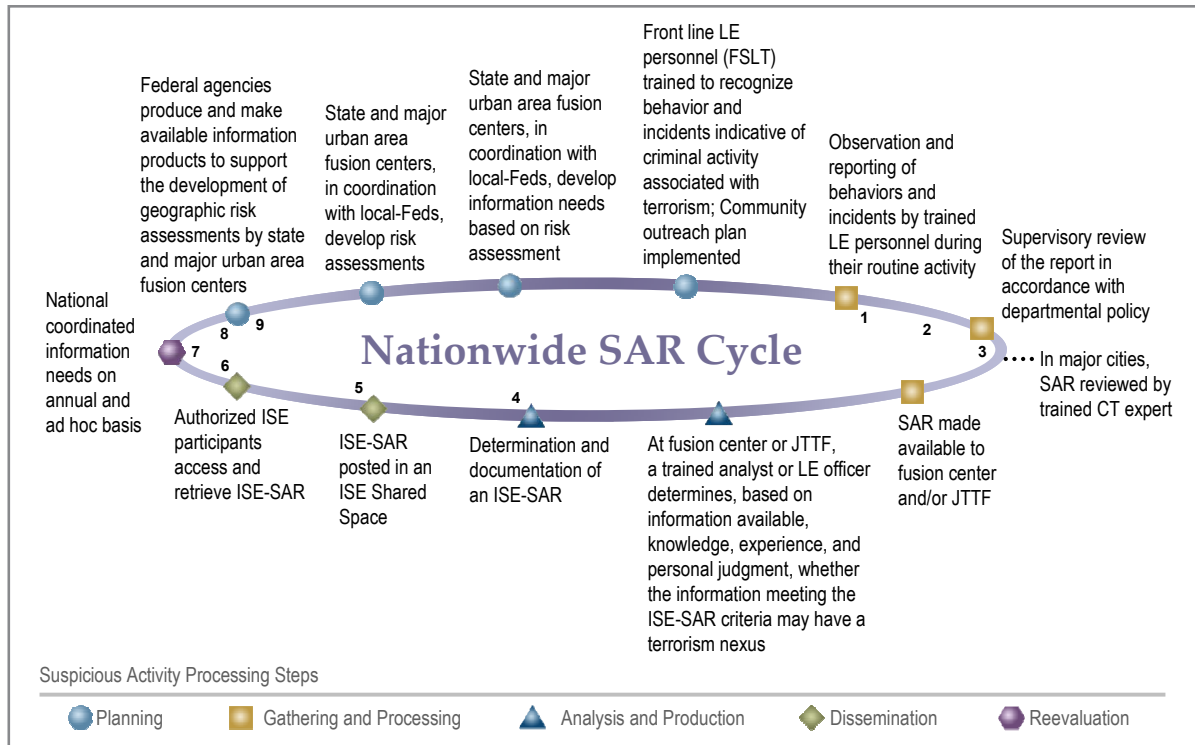 Federal agencies
produce and make
available information
products to support
the development of
geographic risk
assessments by state
and major urban area
fusion centers
State and major
urban area
fusion centers,
in coordination
with local-Feds,
develop risk
assessments
State and major
urban area fusion
centers, in
coordination with
local-Feds, develop
information needs
based on risk
assessment
Front line LE
personnel (FSLT)
trained to recognize
behavior and
incidents indicative of
criminal activity
associated with
terrorism; Community
outreach plan
implemented
Observation and
reporting of
behaviors and
incidents by trained
LE personnel during
their routine activity
Supervisory review
of the report in
accordance with
departmental policy
In major cities,
SAR reviewed by
trained CT expert
National
coordinated
information
needs on
annual and
ad hoc basis
8
9
1
2
3
7
6
5
4
Nationwide SAR Cycle
Authorized ISE
participants
access and
retrieve ISE-SAR
ISE-SAR
posted in an
ISE Shared
Space
Determination and
documentation of
an ISE-SAR
At fusion center or JTTF,
a trained analyst or LE officer
determines, based on
information available,
knowledge, experience, and
personal judgment, whether
the information meeting the
ISE-SAR criteria may have a
terrorism nexus
SAR made
available to
fusion center
and/or JTTF
Suspicious Activity Processing Steps
Planning
Gathering and Processing
Analysis and Production
Dissemination
Reevaluation